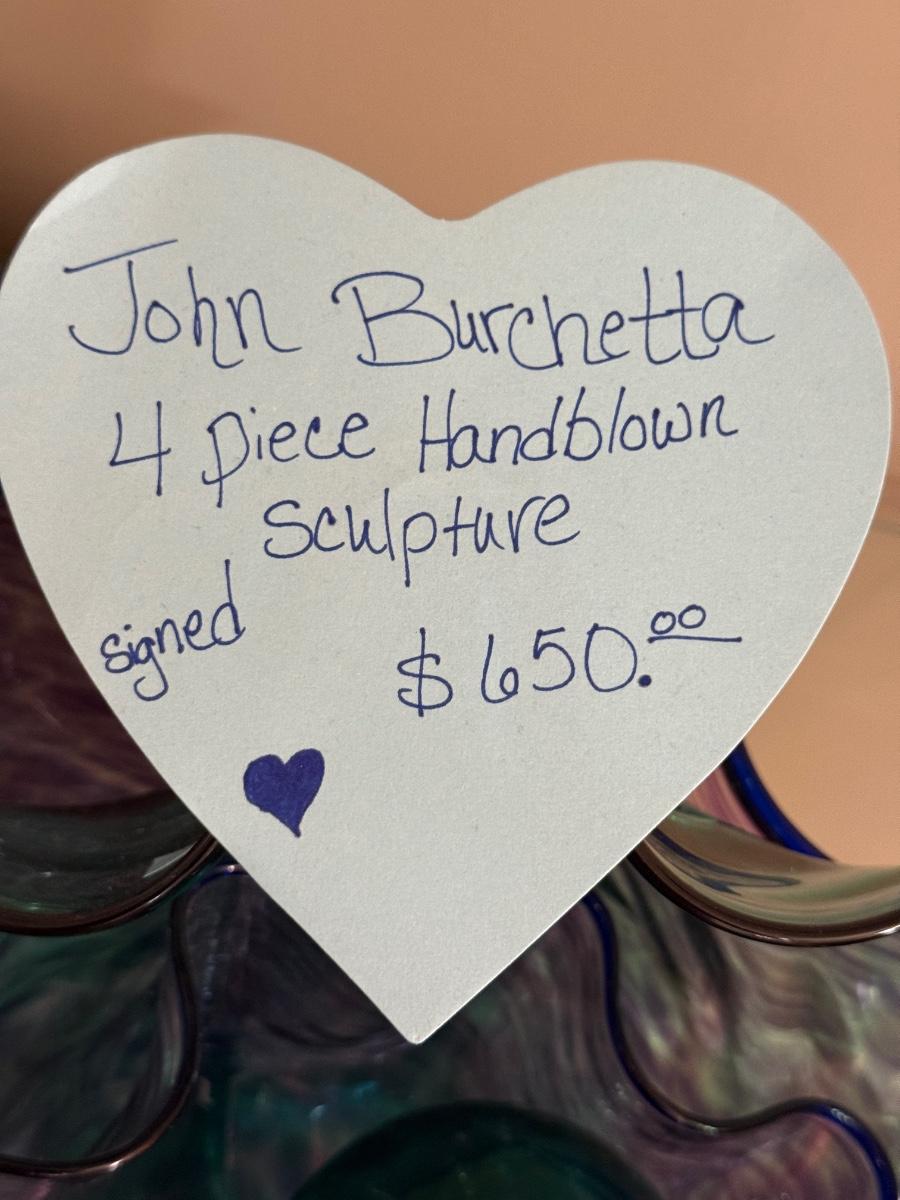 John Burchetta
4 piece Handblown
Sculpture
signed
$650.00